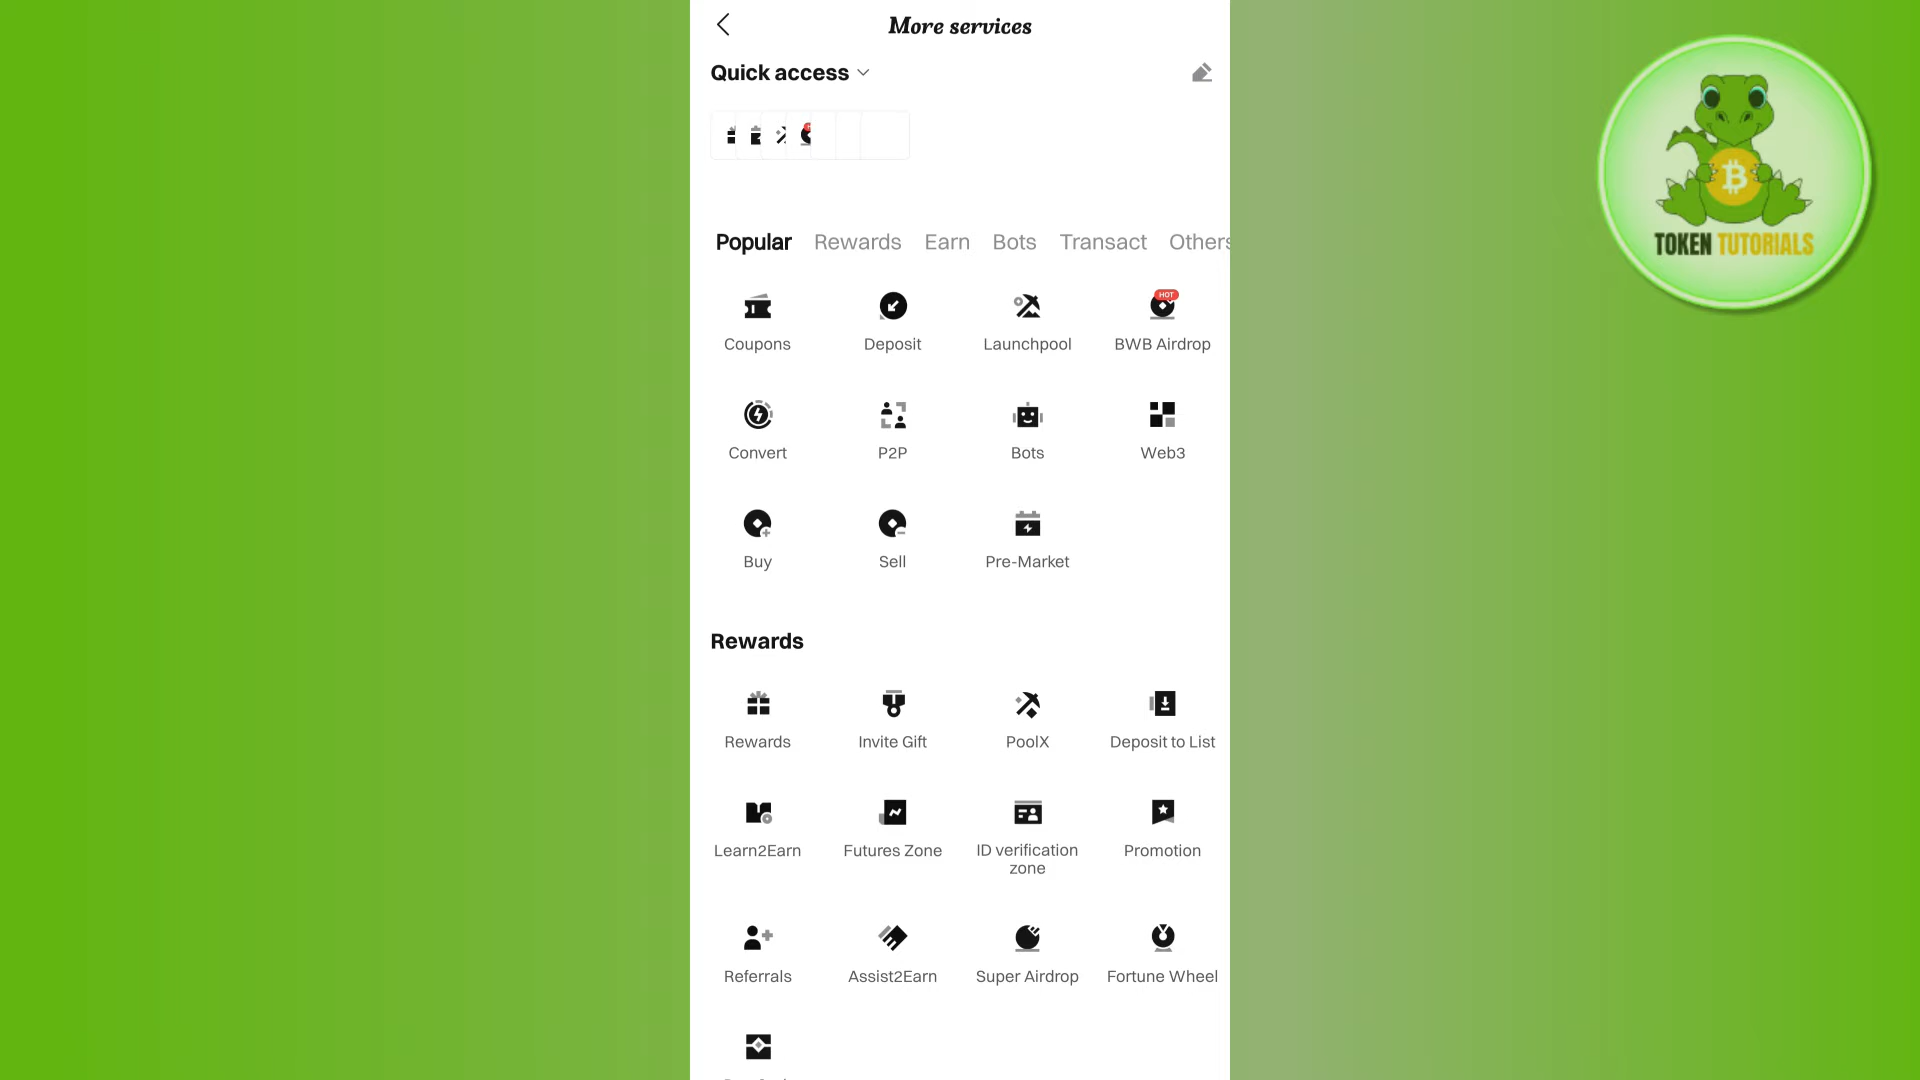 More services
Quick access
Popular Rewards Earn Bots Transact Others
Coupons Deposit Launchpool BWB Airdrop
HOT
Convert P2P Bots Web3
Buy Sell Pre-Market
Rewards
Rewards Invite Gift PoolX Deposit to List
Learn2Earn Futures Zone ID verification zone Promotion
Referrals Assist2Earn Super Airdrop Fortune Wheel
TOKEN TUTORIALS